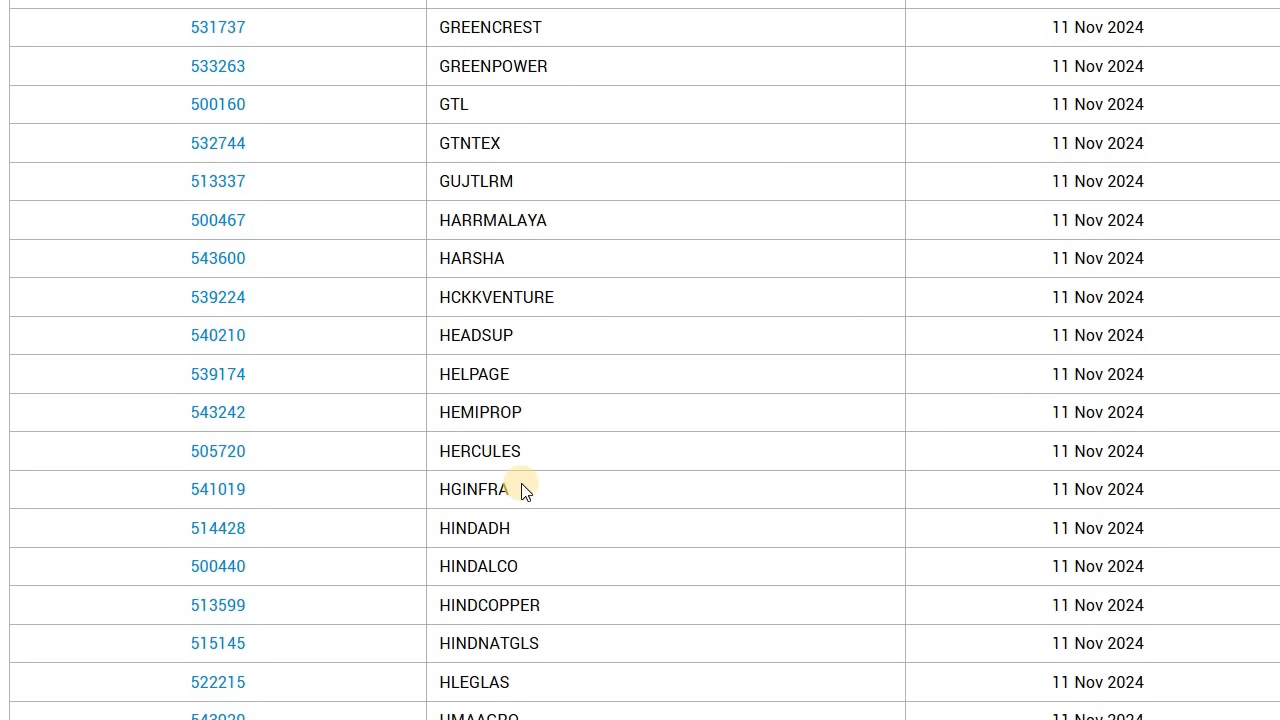 531737 GREENCREST 11 Nov 2024
533263 GREENPOWER 11 Nov 2024
500160 GTL 11 Nov 2024
532744 GTNTEX 11 Nov 2024
513337 GUJTLRM 11 Nov 2024
500467 HARRMALAYA 11 Nov 2024
543600 HARSHA 11 Nov 2024
539224 HCKKVENTURE 11 Nov 2024
540210 HEADSUP 11 Nov 2024
539174 HELPAGE 11 Nov 2024
543242 HEMIPROP 11 Nov 2024
505720 HERCULES 11 Nov 2024
541019 HGINFRA 11 Nov 2024
514428 HINDADH 11 Nov 2024
500440 HINDALCO 11 Nov 2024
513599 HINDCOPPER 11 Nov 2024
515145 HINDNATGLS 11 Nov 2024
522215 HLEGLAS 11 Nov 2024
HMAAGRO 11 Nov 2024